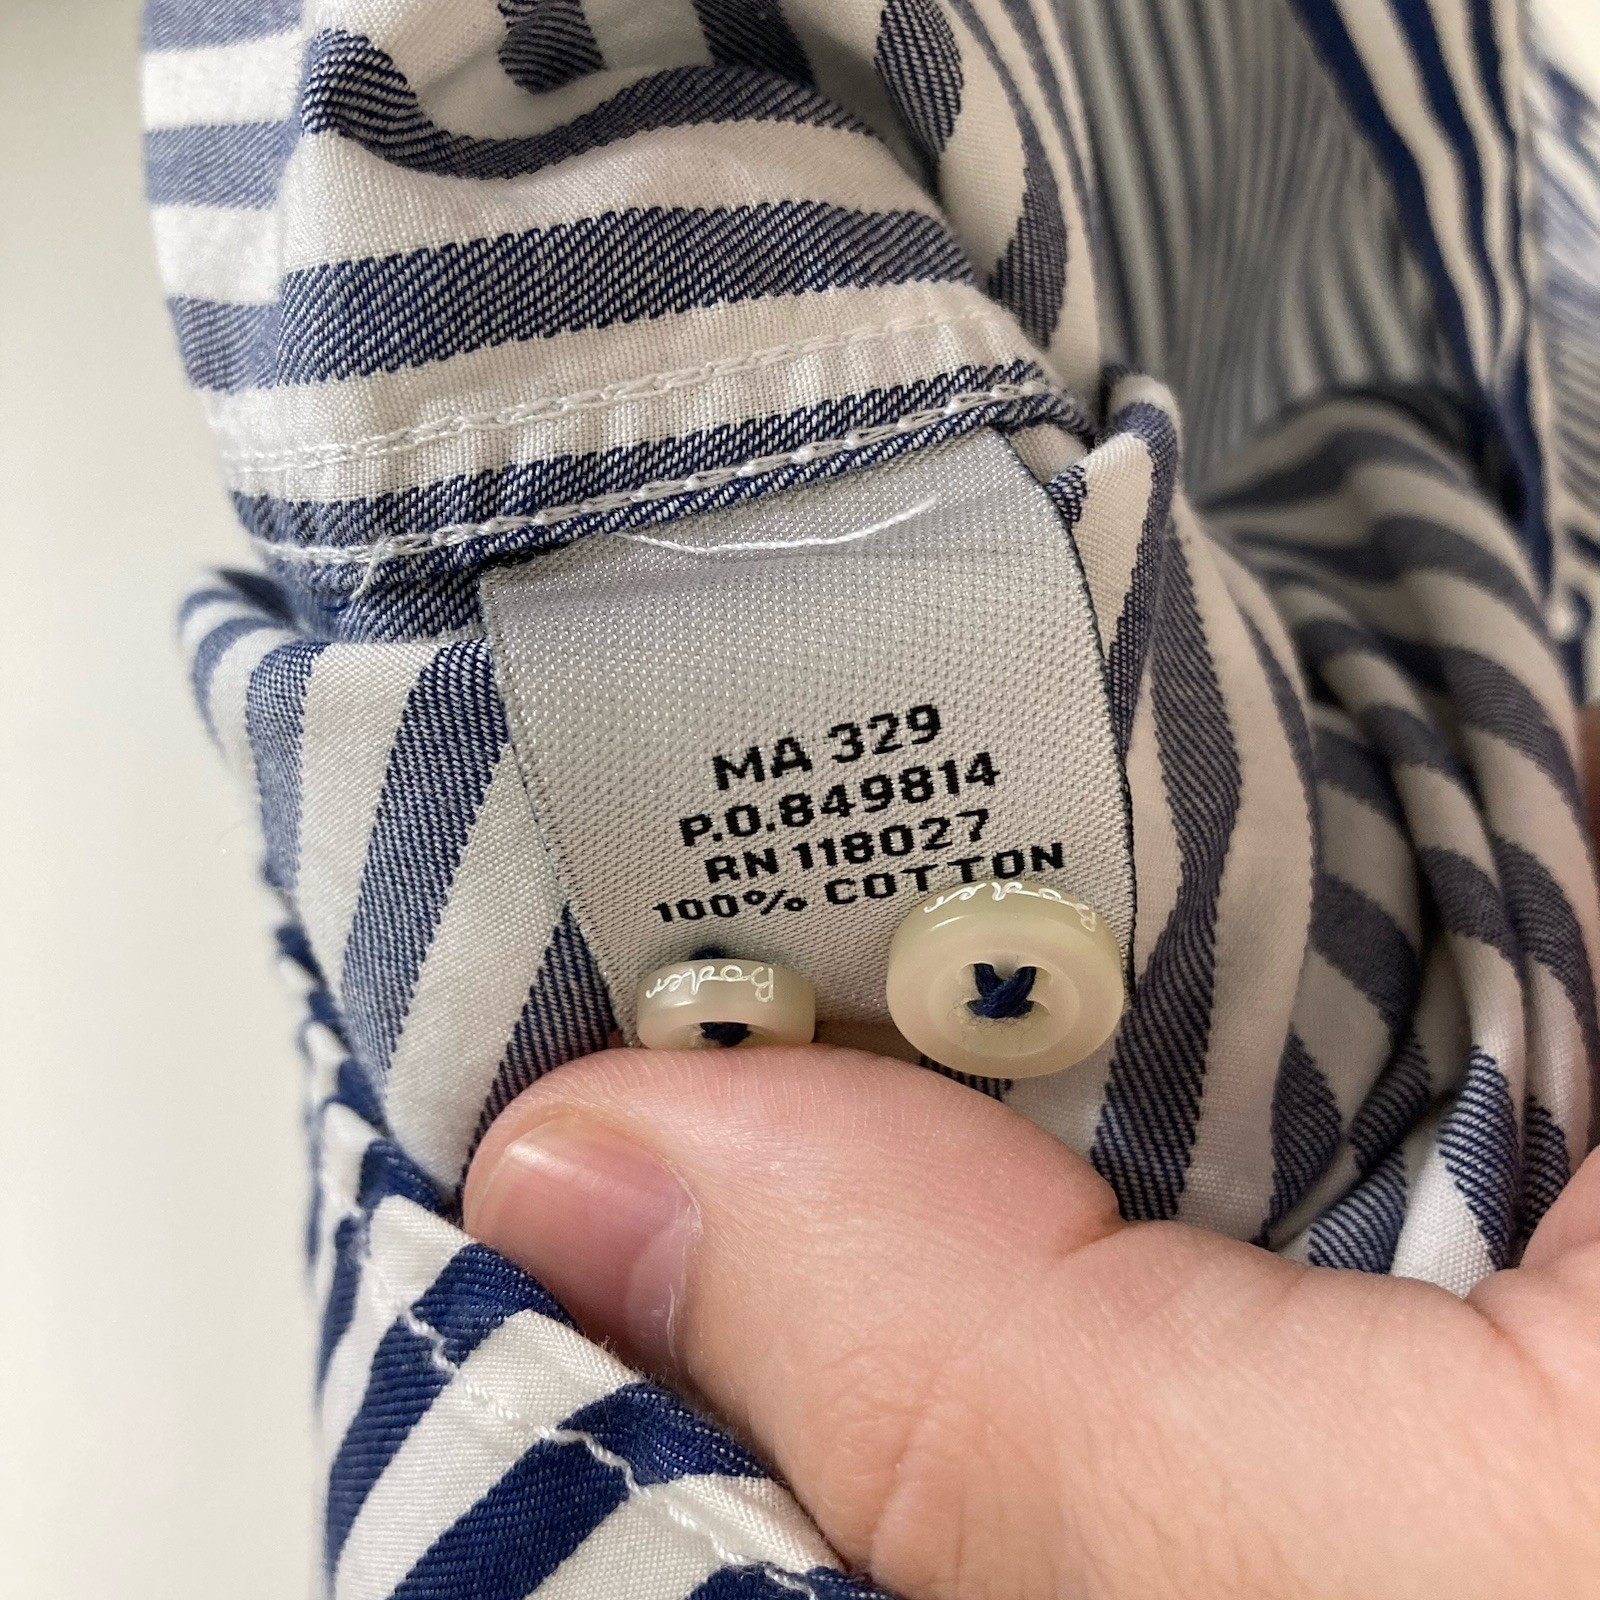 MA 329
P.O.849814
RN 118027
100% COTTON
Boden
Boden